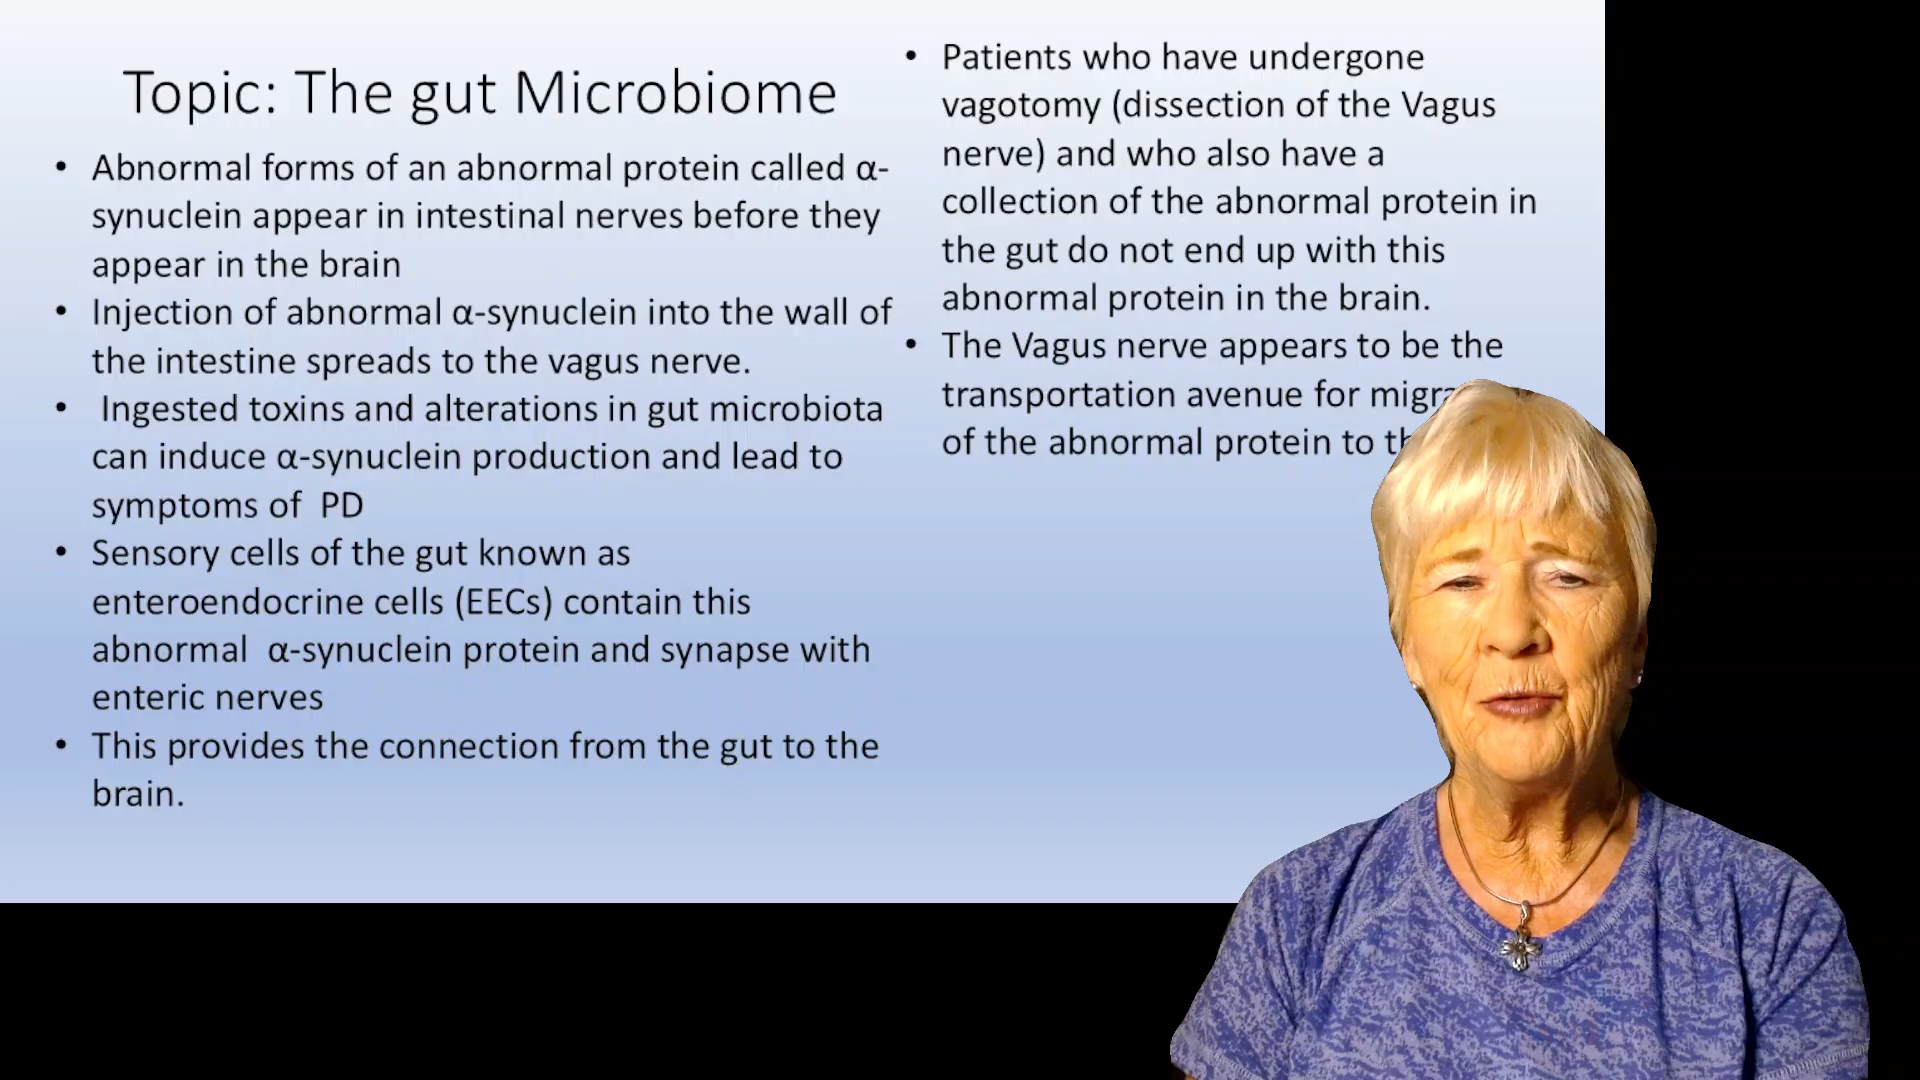 Topic: The gut Microbiome
• Abnormal forms of an abnormal protein called α-
synuclein appear in intestinal nerves before they
appear in the brain
• Injection of abnormal α-synuclein into the wall of
the intestine spreads to the vagus nerve.
• Ingested toxins and alterations in gut microbiota
can induce α-synuclein production and lead to
symptoms of PD
• Sensory cells of the gut known as
enteroendocrine cells (EECs) contain this
abnormal α-synuclein protein and synapse with
enteric nerves
• This provides the connection from the gut to the
brain.
• Patients who have undergone
vagotomy (dissection of the Vagus
nerve) and who also have a
collection of the abnormal protein in
the gut do not end up with this
abnormal protein in the brain.
• The Vagus nerve appears to be the
transportation avenue for
of the abnormal protein to